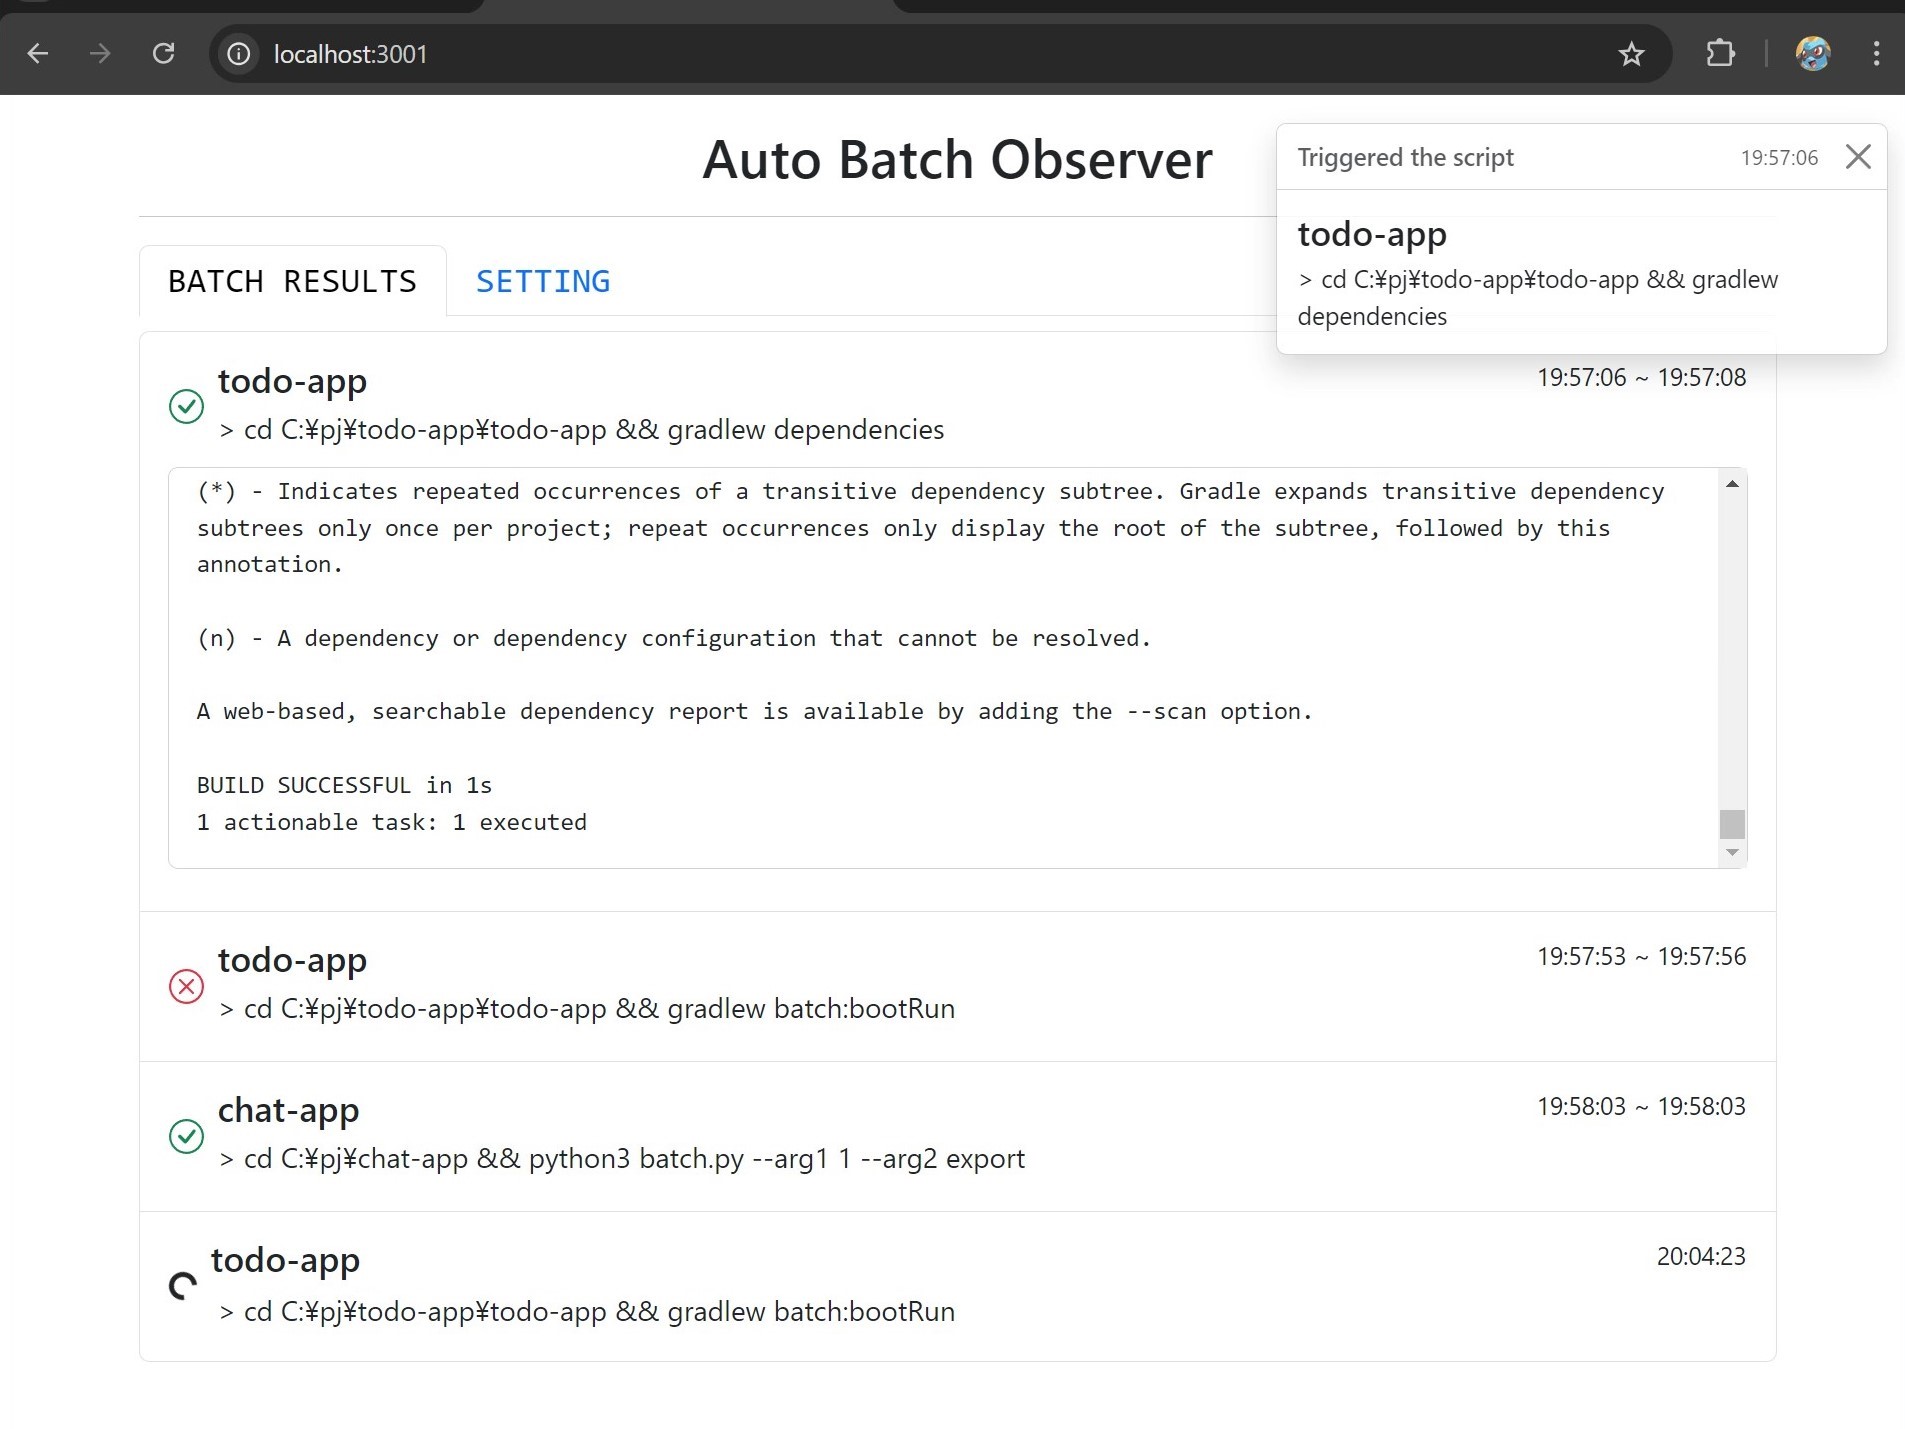 localhost:3001
Auto Batch Observer
Triggered the script 19:57:06
todo-app
> cd C:¥pj¥todo-app¥todo-app && gradlew
dependencies
BATCH RESULTS SETTING
todo-app 19:57:06 ~ 19:57:08
> cd C:¥pj¥todo-app¥todo-app && gradlew dependencies
(*) - Indicates repeated occurrences of a transitive dependency subtree. Gradle expands transitive dependency
subtrees only once per project; repeat occurrences only display the root of the subtree, followed by this
annotation.
(n) - A dependency or dependency configuration that cannot be resolved.
A web-based, searchable dependency report is available by adding the --scan option.
BUILD SUCCESSFUL in 1s
1 actionable task: 1 executed
todo-app 19:57:53 ~ 19:57:56
> cd C:¥pj¥todo-app¥todo-app && gradlew batch:bootRun
chat-app 19:58:03 ~ 19:58:03
> cd C:¥pj¥chat-app && python3 batch.py --arg1 1 --arg2 export
todo-app 20:04:23
> cd C:¥pj¥todo-app¥todo-app && gradlew batch:bootRun